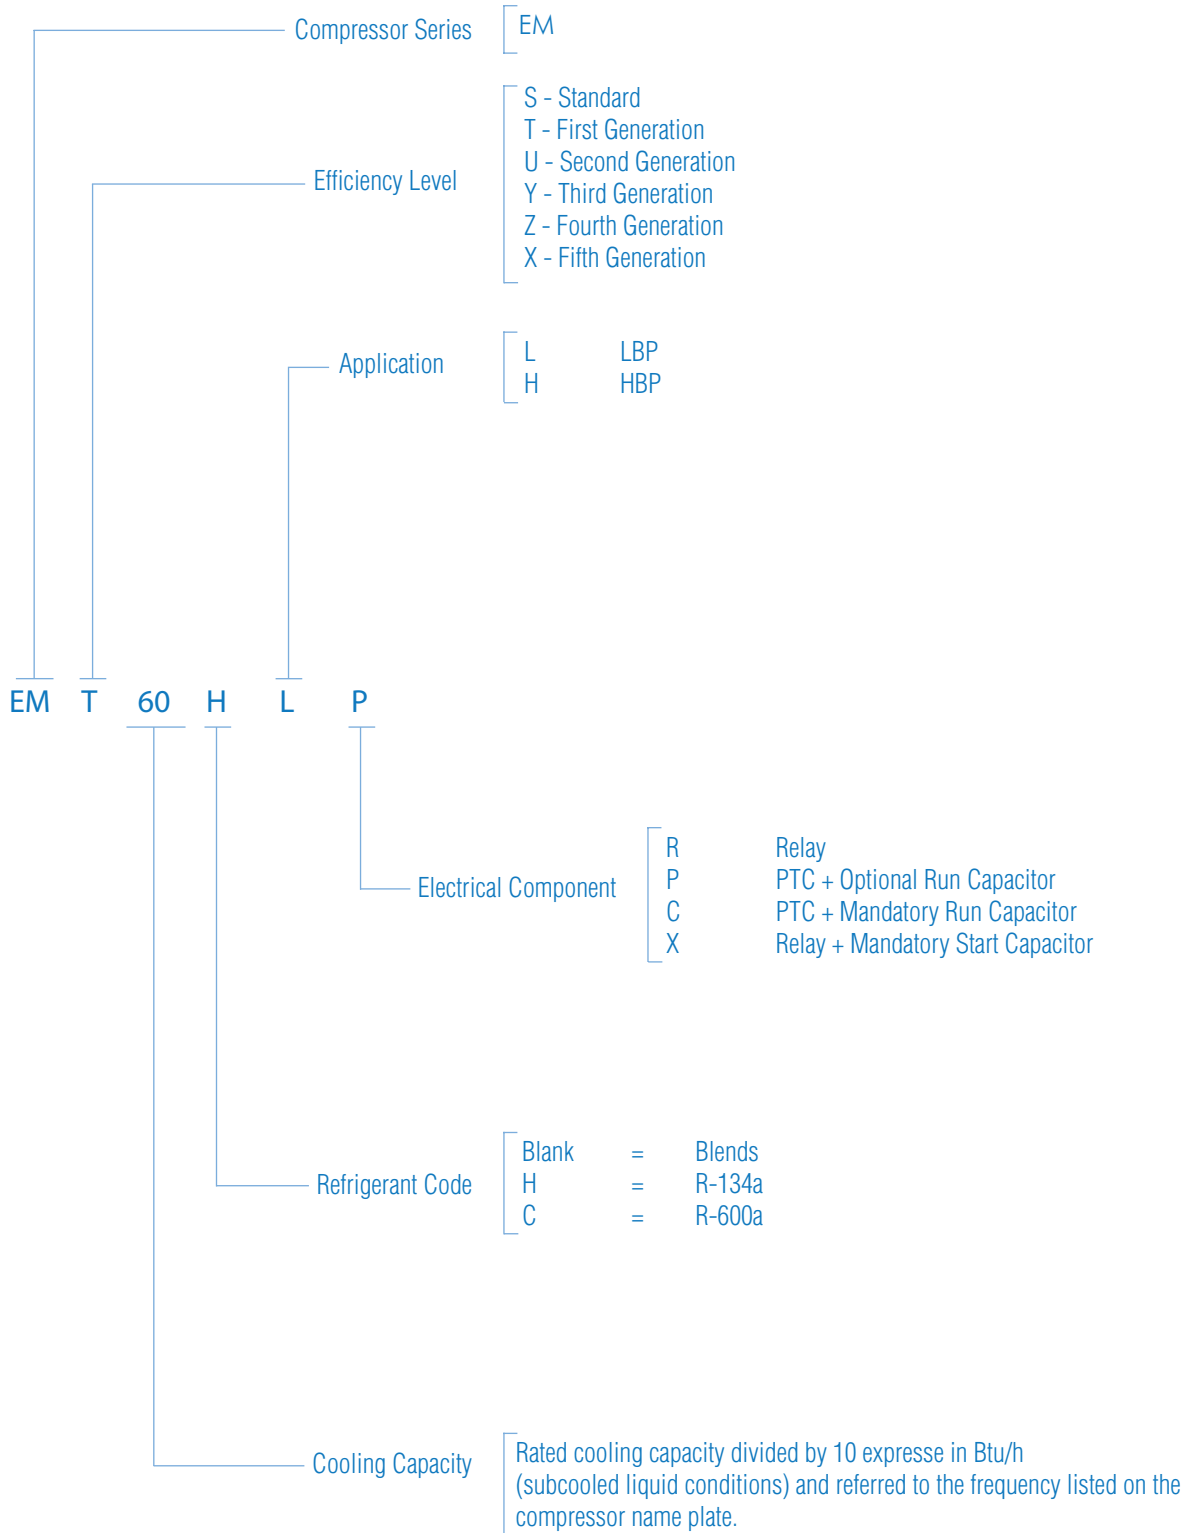 Compressor Series EM
S - Standard
T - First Generation
U - Second Generation
Efficiency Level
Y - Third Generation
Z - Fourth Generation
X - Fifth Generation
Application
L LBP
H HBP
EM T 60 H L P
R Relay
Electrical Component
P PTC + Optional Run Capacitor
C PTC + Mandatory Run Capacitor
X Relay + Mandatory Start Capacitor
Blank = Blends
Refrigerant Code
H = R-134a
C = R-600a
Cooling Capacity
Rated cooling capacity divided by 10 expresse in Btu/h
(subcooled liquid conditions) and referred to the frequency listed on the
compressor name plate.